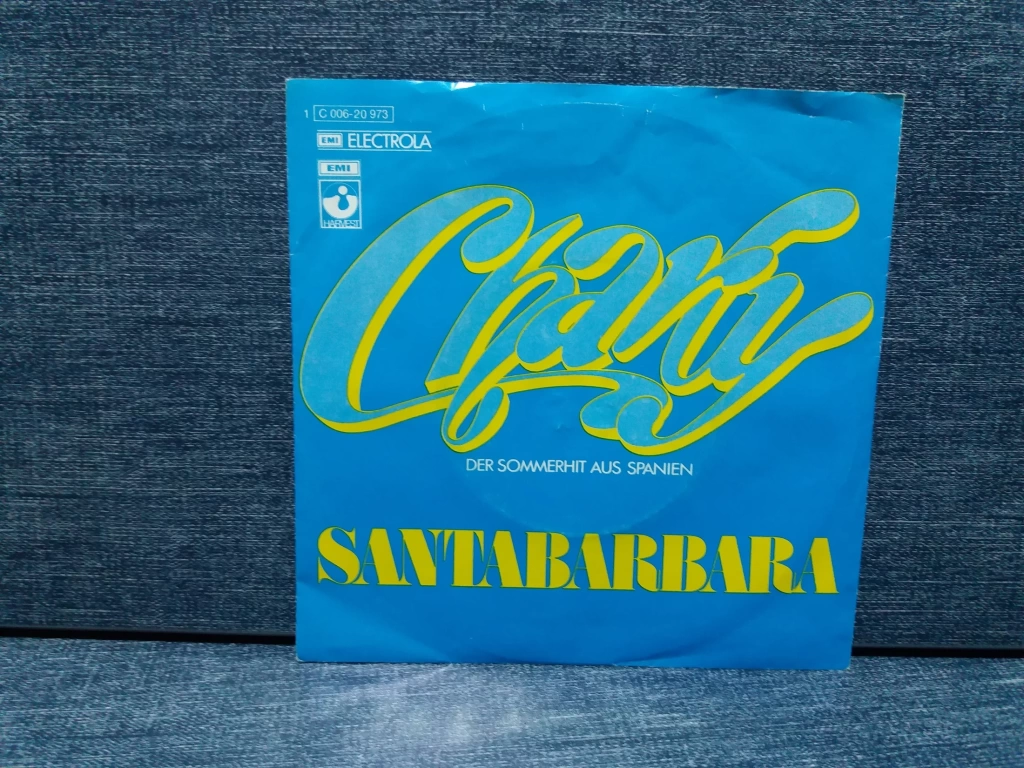 1 C 006-20 973
EMI ELECTROLA
EMI
HARVEST
Charly
DER SOMMERHIT AUS SPANIEN
SANTABARBARA